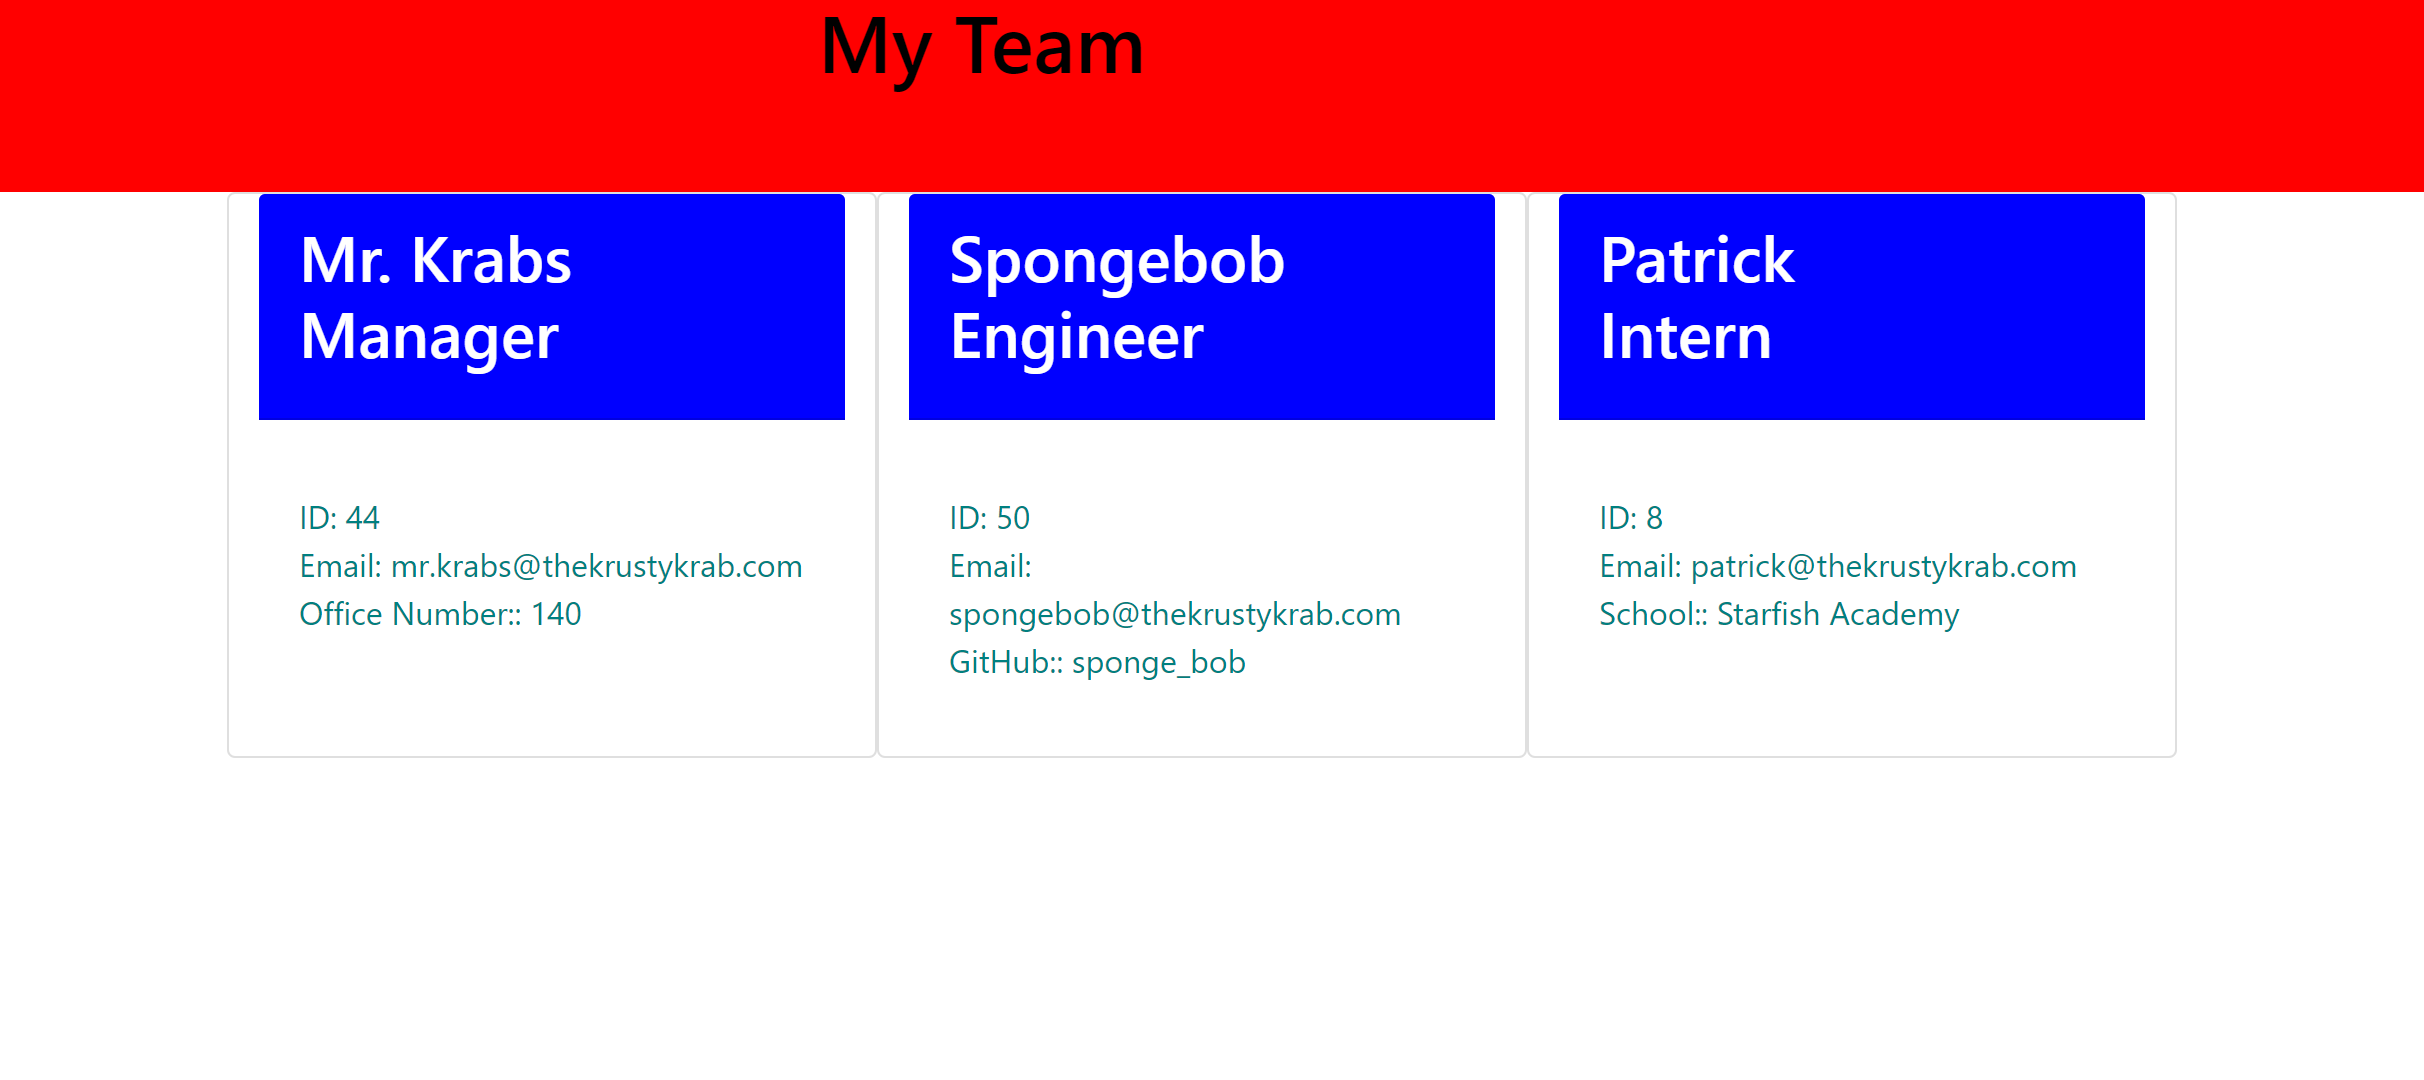 My Team
Mr. Krabs
Manager
ID: 44
Email: mr.krabs@thekrustykrab.com
Office Number:: 140
Spongebob
Engineer
ID: 50
Email:
spongebob@thekrustykrab.com
GitHub:: sponge_bob
Patrick
Intern
ID: 8
Email: patrick@thekrustykrab.com
School:: Starfish Academy